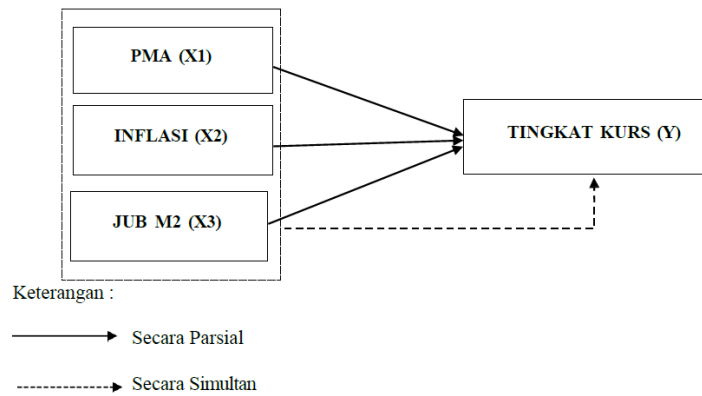 PMA (X1)
INFLASI (X2)
TINGKAT KURS (Y)
JUB M2 (X3)
Keterangan :
Secara Parsial
Secara Simultan